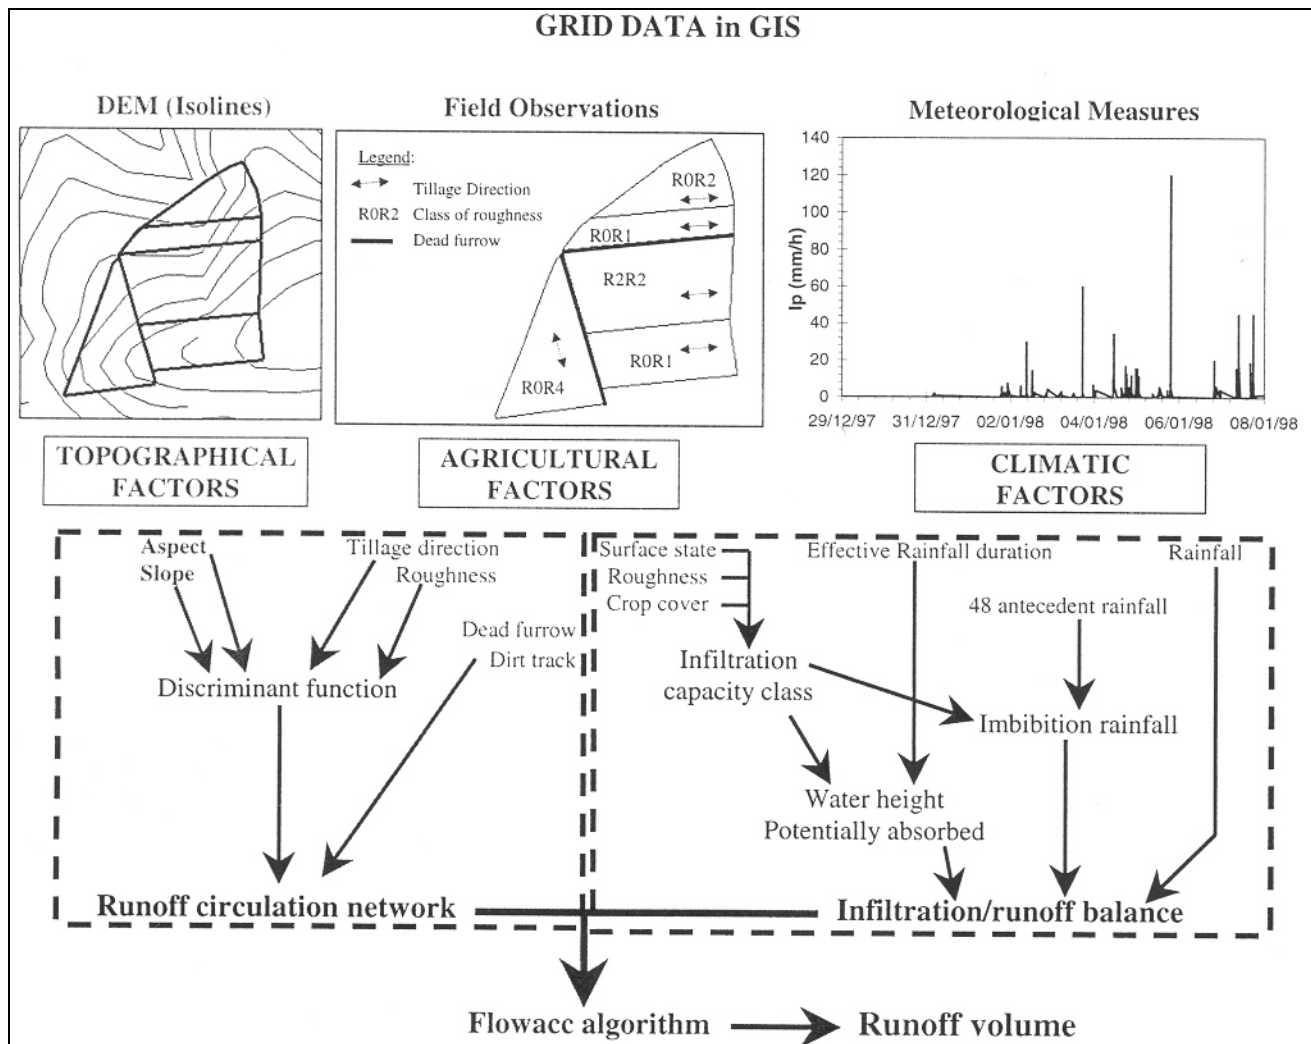 GRID DATA in GIS
DEM (Isolines)
Field Observations
Meteorological Measures
Legend:
Tillage Direction
R0R2 Class of roughness
Dead furrow
R0R2
R0R1
R2R2
R0R1
R0R4
Ip (mm/h)
140
120
100
80
60
40
20
0
29/12/97 31/12/97 02/01/98 04/01/98 06/01/98 08/01/98
TOPOGRAPHICAL
FACTORS
AGRICULTURAL
FACTORS
CLIMATIC
FACTORS
Aspect
Slope
Tillage direction
Roughness
Dead furrow
Dirt track
Discriminant function
Runoff circulation network
Surface state
Roughness
Crop cover
Effective Rainfall duration
Rainfall
48 antecedent rainfall
Infiltration
capacity class
Imbibition rainfall
Water height
Potentially absorbed
Infiltration/runoff balance
Flowacc algorithm
Runoff volume